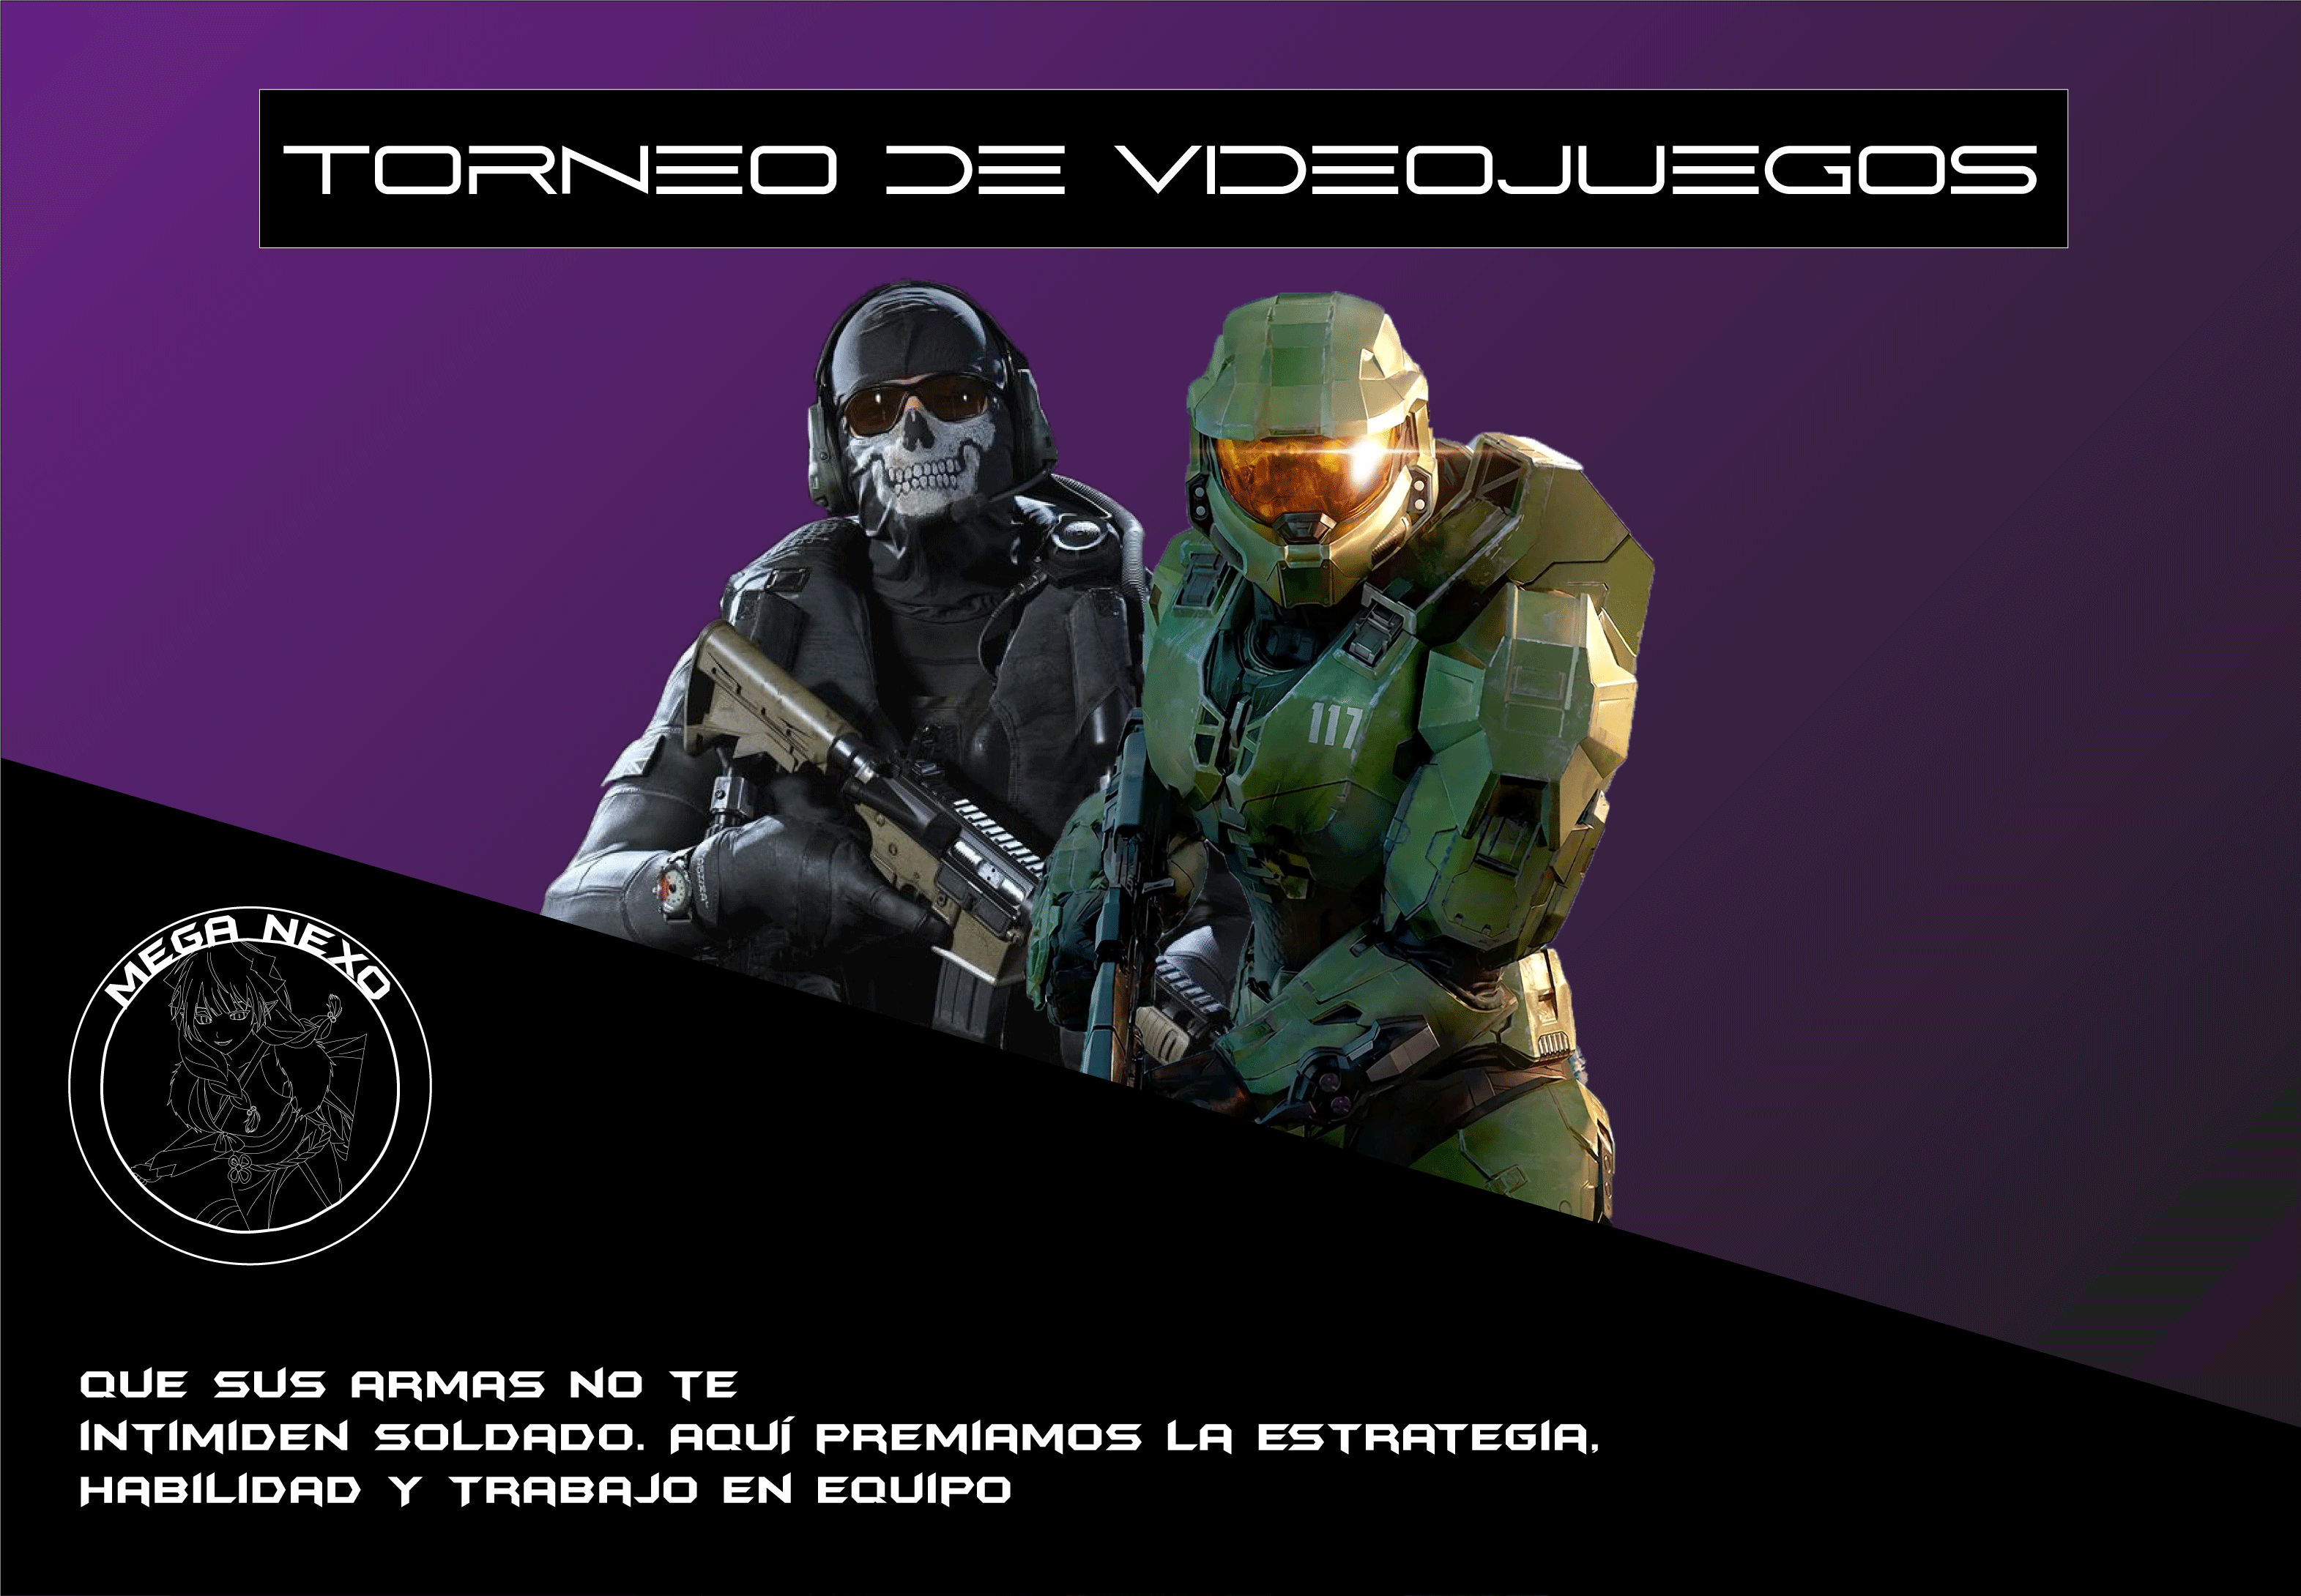 TORNEO DE VIDEOJUEGOS
117
MEGA NEXO
QUE SUS ARMAS NO TE
INTIMIDEN SOLDADO. AQUÍ PREMIAMOS LA ESTRATEGIA,
HABILIDAD Y TRABAJO EN EQUIPO